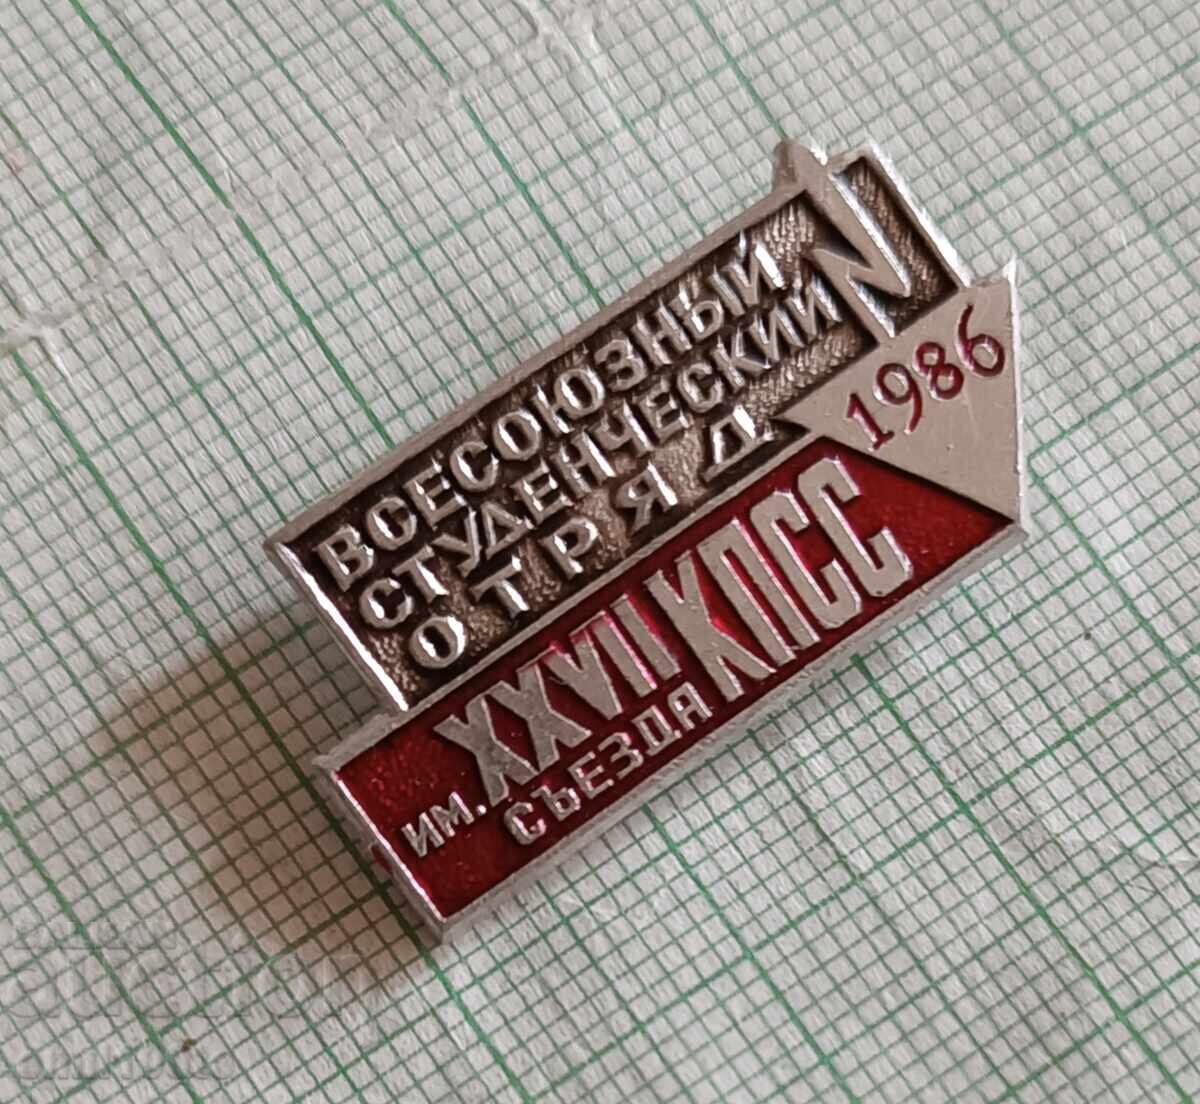 ВСЕСОЮЗНЫЙ
СТУДЕНЧЕСКИЙ
ОТРЯД
1986
ИМ. XXVII КПСС
СЪЕЗДА